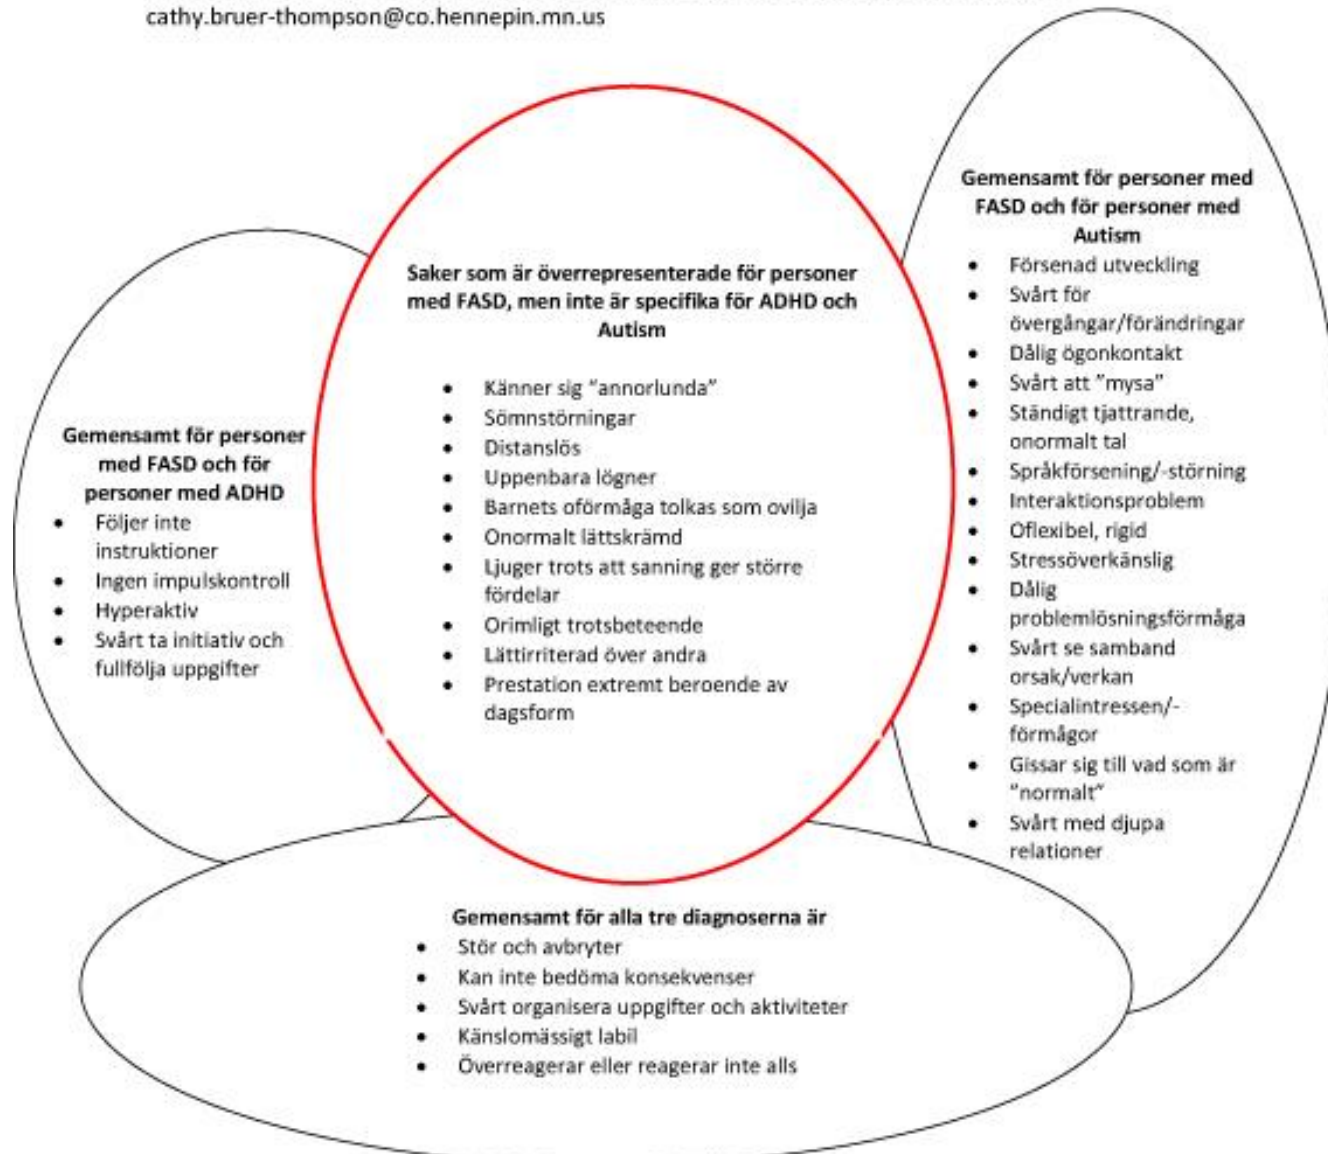 cathy.bruer-thompson@co.hennepin.mn.us
Gemensamt för personer
med FASD och för
personer med ADHD
• Följer inte
instruktioner
• Ingen impulskontroll
• Hyperaktiv
• Svårt ta initiativ och
fullfölja uppgifter
Saker som är överrepresenterade för personer
med FASD, men inte är specifika för ADHD och
Autism
• Känner sig "annorlunda"
• Sömnstörningar
• Distanslös
• Uppenbara lögner
• Barnets oförmåga tolkas som ovilja
• Onormalt lättskrämd
• Ljuger trots att sanning ger större
fördelar
• Orimligt trotsbeteende
• Lättirriterad över andra
• Prestation extremt beroende av
dagsform
Gemensamt för personer med
FASD och för personer med
Autism
• Försenad utveckling
• Svårt för
övergångar/förändringar
• Dålig ögonkontakt
• Svårt att "mysa"
• Ständigt tjattrande,
onormalt tal
• Språkförsening/-störning
• Interaktionsproblem
• Oflexibel, rigid
• Stressöverkänslig
• Dålig
problemlösningsförmåga
• Svårt se samband
orsak/verkan
• Specialintressen/-
förmågor
• Gissar sig till vad som är
"normalt"
• Svårt med djupa
relationer
Gemensamt för alla tre diagnoserna är
• Stör och avbryter
• Kan inte bedöma konsekvenser
• Svårt organisera uppgifter och aktiviteter
• Känslomässigt labil
• Överreagerar eller reagerar inte alls